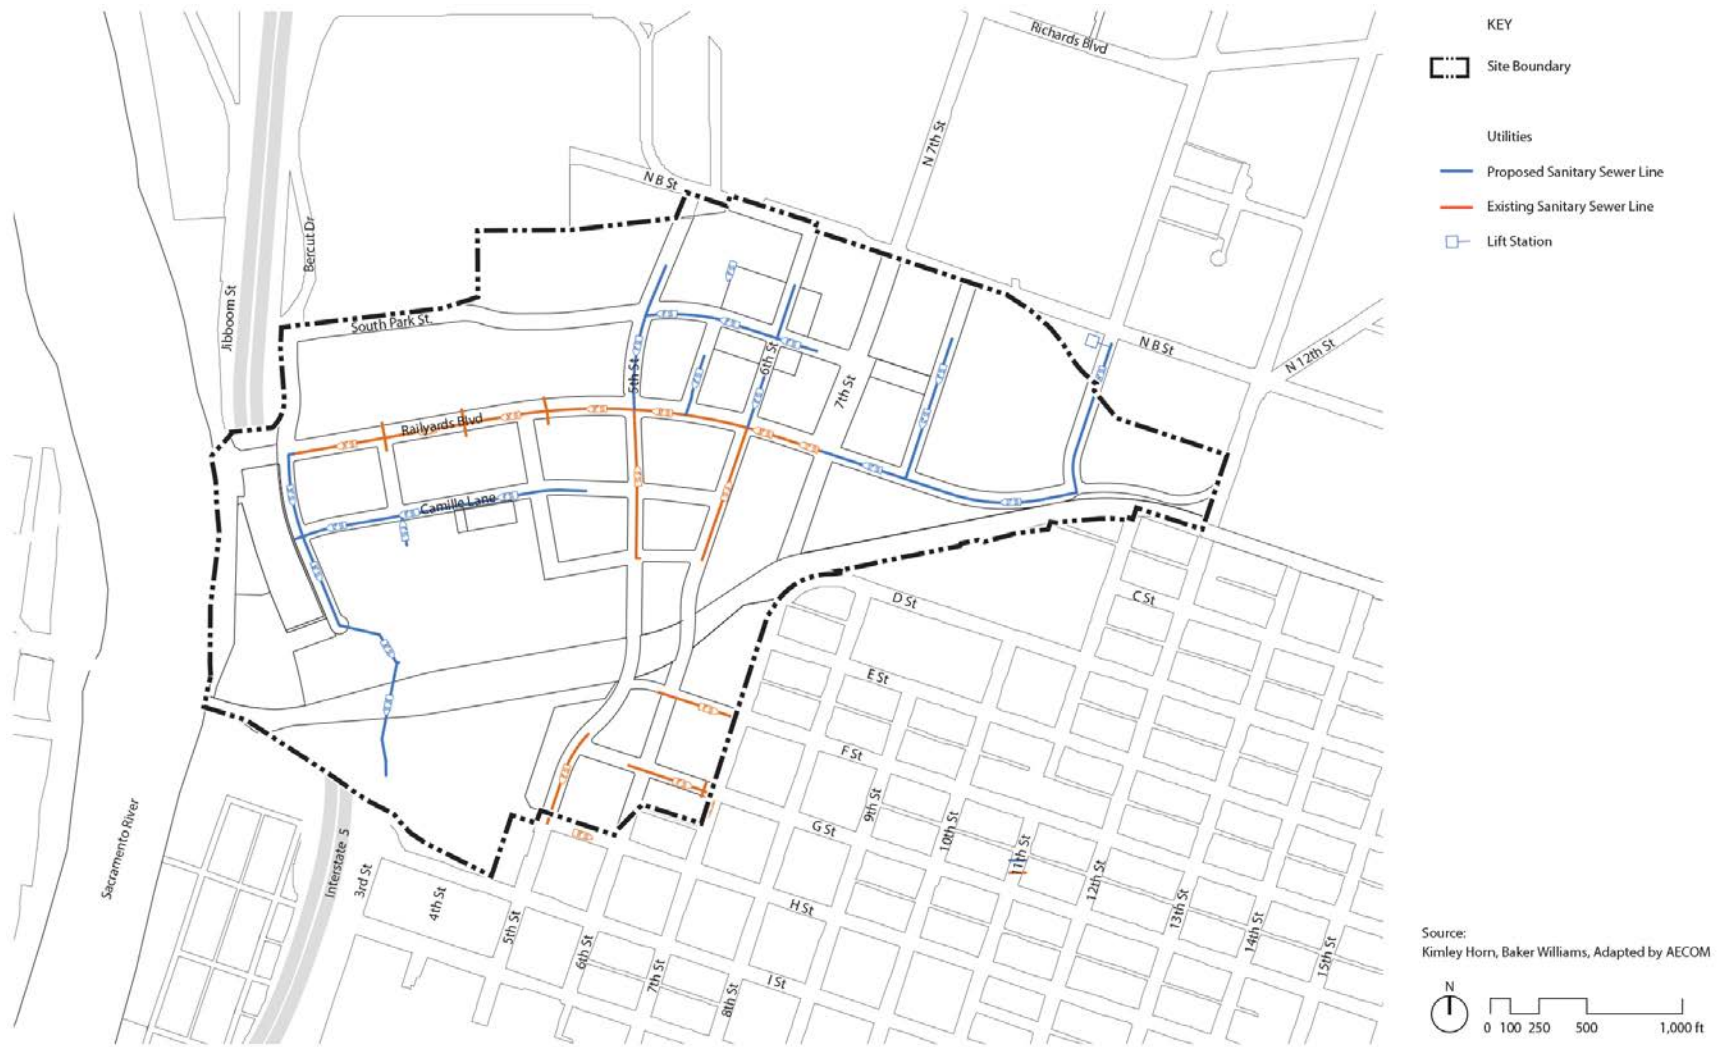 KEY
Richards Blvd
Site Boundary
N 7th St
Utilities
Proposed Sanitary Sewer Line
N B St
Existing Sanitary Sewer Line
Bercut Dr
Lift Station
Jibboom St
South Park St.
N B St
N 12th St
5th St
6th St
7th St
Railyards Blvd
Camille Lane
D St
C St
E St
F St
9th St
10th St
G St
11th St
Sacramento River
Interstate 5
3rd St
4th St
12th St
H St
13th St
5th St
14th St
Source:
6th St
15th St
Kimley Horn, Baker Williams, Adapted by AECOM
7th St
8th St
I St
N
0 100 250 500 1,000 ft